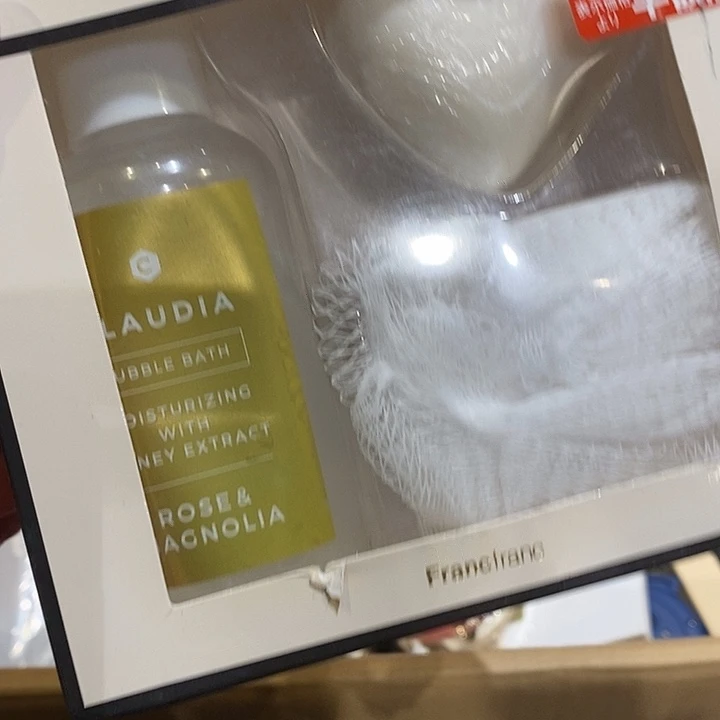 C
LAUDIA
UBBLE BATH
OISTURIZING
WITH
NEY EXTRACT
ROSE &
AGNOLIA
Francfranc